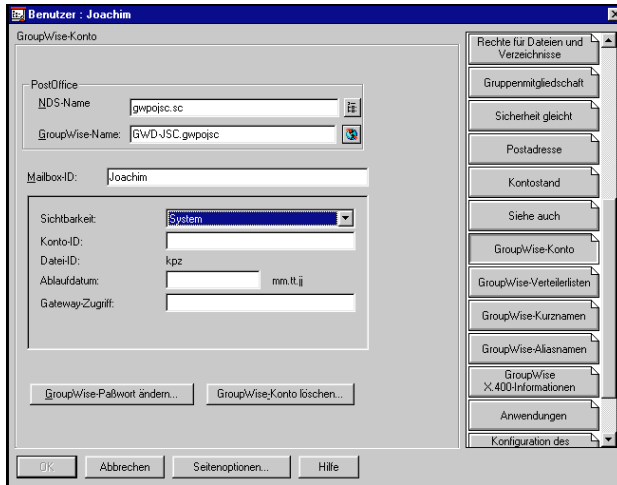 Benutzer : Joachim
GroupWise-Konto
PostOffice
NDS-Name
gwpojsc.sc
GroupWise-Name:
GWD-JSC.gwpojsc
Mailbox-ID:
Joachim
Sichtbarkeit:
System
Konto-ID:
Datei-ID:
kpz
Ablaufdatum:
mm.tt.jj
Gateway-Zugriff:
GroupWise-Paßwort ändern...
GroupWise-Konto löschen...
OK
Abbrechen
Seitenoptionen...
Hilfe
Rechte für Dateien und
Verzeichnisse
Gruppenmitgliedschaft
Sicherheit gleicht
Postadresse
Kontostand
Siehe auch
GroupWise-Konto
GroupWise-Verteilerlisten
GroupWise-Kurznamen
GroupWise-Aliasnamen
GroupWise
X.400-Informationen
Anwendungen
Konfiguration des